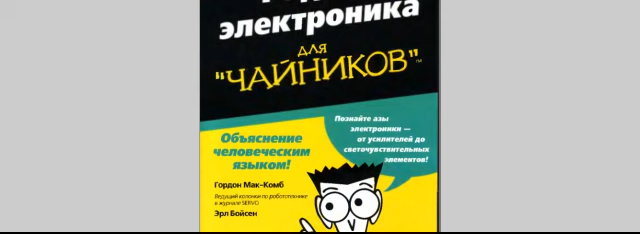 электроника
для
"ЧАЙНИКОВ"™
Познайте азы
электроники —
от усилителей до
светочувствительных
элементов!
Объяснение
человеческим
языком!
Гордон Мак-Комб
Ведущий колонки по робототехнике
в журнале SERVO
Эрл Бойсен